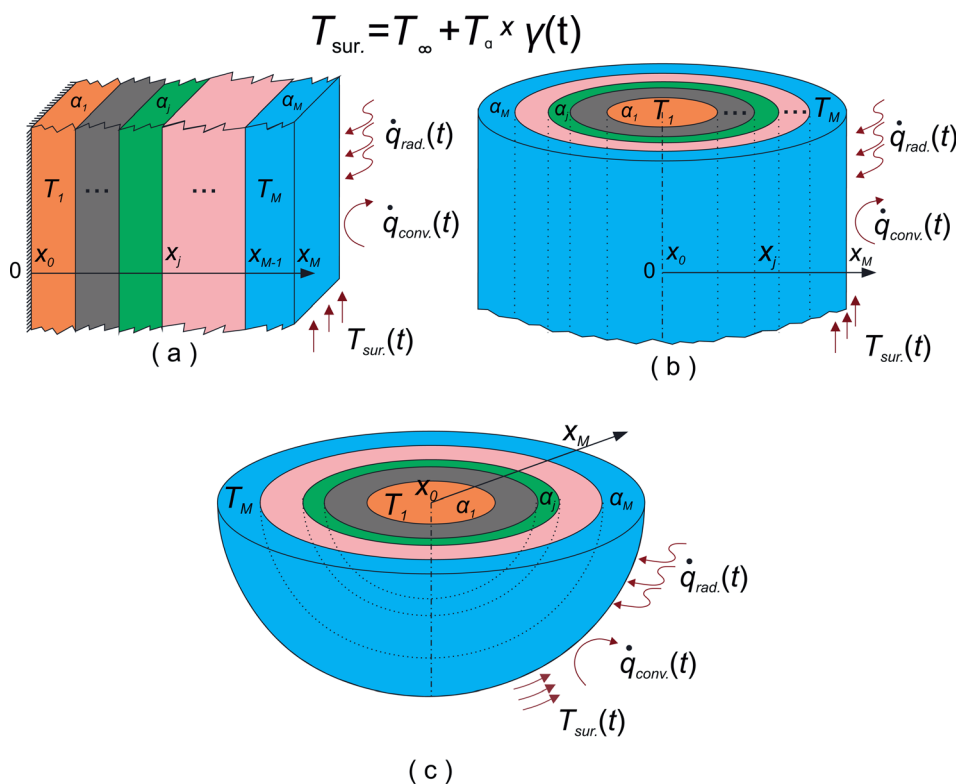 T_sur. = T_∞ + T_a × γ(t)
α_1 α_j α_M
T_1 ... ... T_M
x_0 x_j x_M-1 x_M
0
q̇_rad.(t)
q̇_conv.(t)
T_sur.(t)
( a )
α_M α_j α_1 T_1 ... ... T_M
0 x_0 x_j x_M
q̇_rad.(t)
q̇_conv.(t)
T_sur.(t)
( b )
x_M
T_M T_1 x_0 α_1 α_j α_M
q̇_rad.(t)
q̇_conv.(t)
T_sur.(t)
( c )